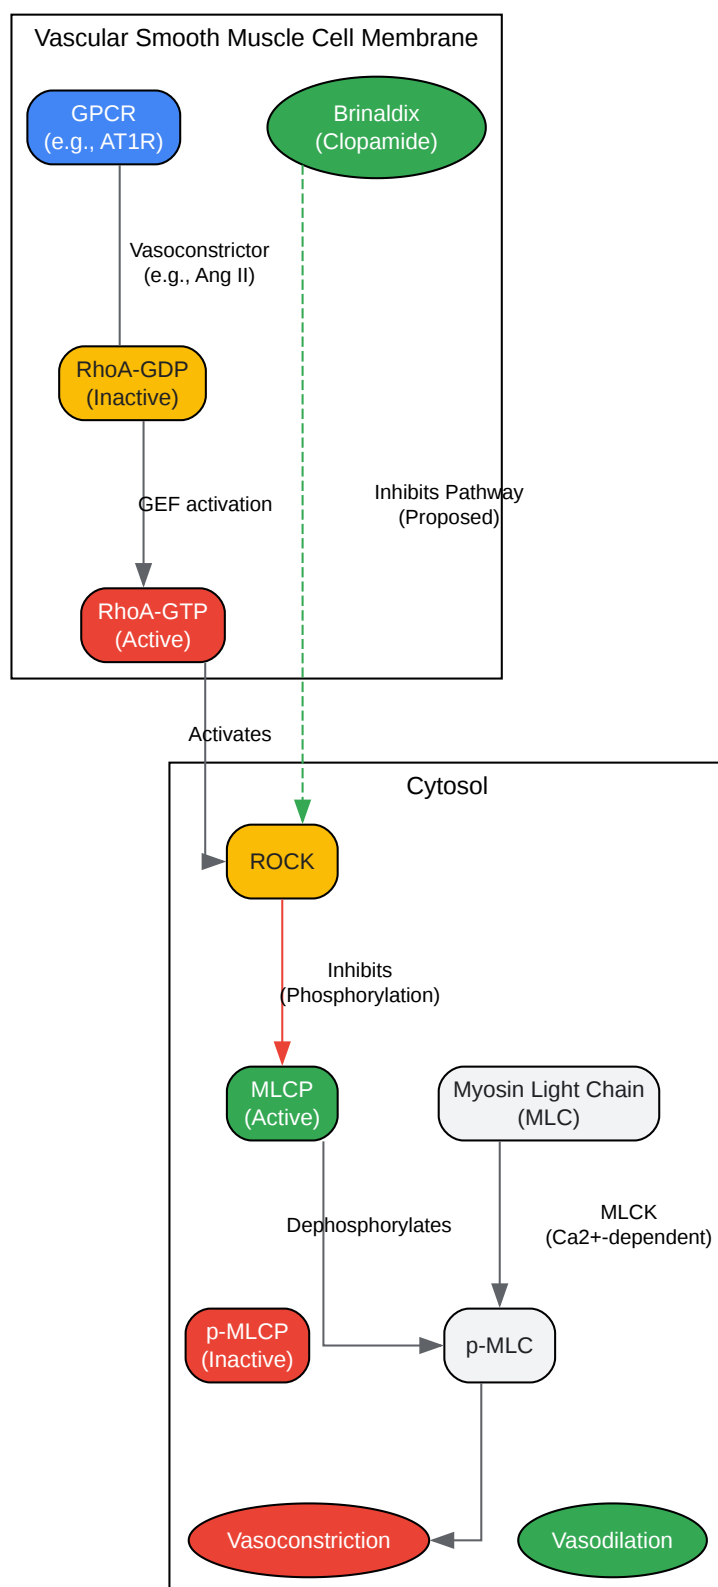 Vascular Smooth Muscle Cell Membrane
GPCR
(e.g., AT1R)
Brinaldix
(Clopamide)
Vasoconstrictor
(e.g., Ang II)
RhoA-GDP
(Inactive)
GEF activation
Inhibits Pathway
(Proposed)
RhoA-GTP
(Active)
Activates
Cytosol
ROCK
Inhibits
(Phosphorylation)
MLCP
(Active)
Myosin Light Chain
(MLC)
Dephosphorylates
MLCK
(Ca2+-dependent)
p-MLCP
(Inactive)
p-MLC
Vasoconstriction
Vasodilation